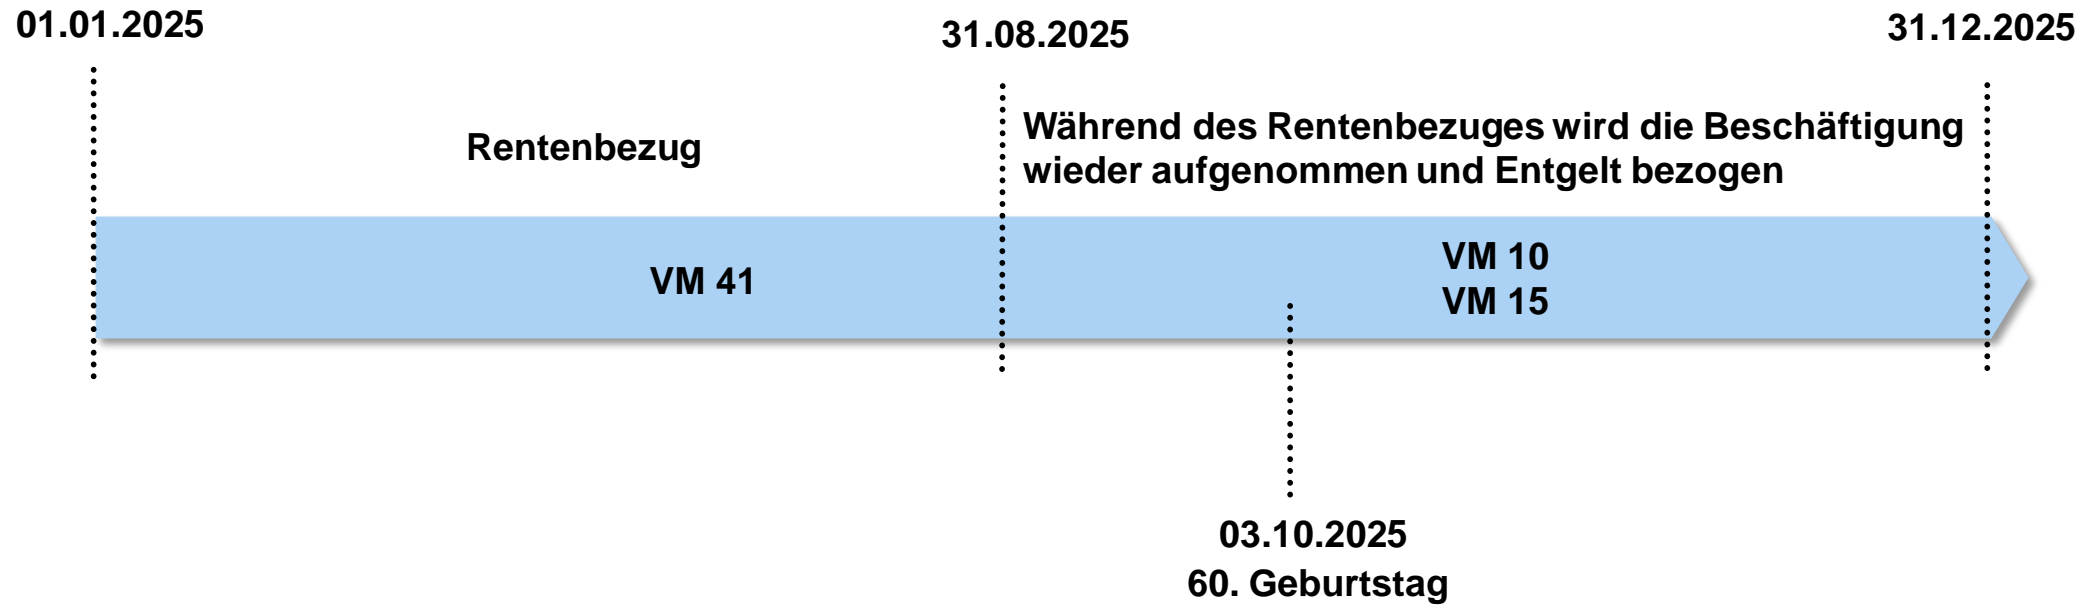 01.01.2025
31.08.2025
31.12.2025
Rentenbezug
Während des Rentenbezuges wird die Beschäftigung
wieder aufgenommen und Entgelt bezogen
VM 41
VM 10
VM 15
03.10.2025
60. Geburtstag